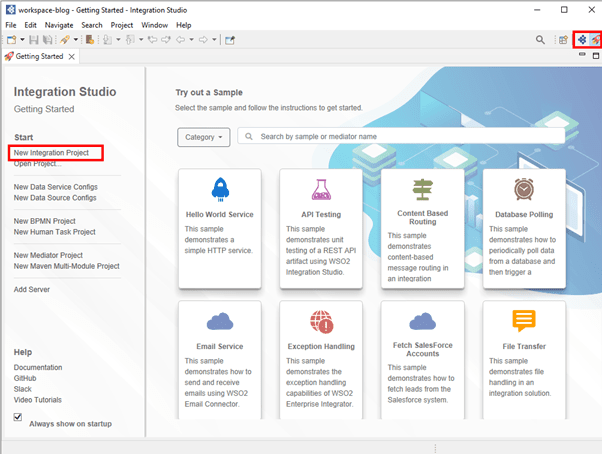 workspace-blog - Getting Started - Integration Studio
File Edit Navigate Search Project Window Help
Getting Started
Integration Studio
Getting Started
Start
New Integration Project
Open Project...
New Data Service Configs
New Data Source Configs
New BPMN Project
New Human Task Project
New Mediator Project
New Maven Multi-Module Project
Add Server
Help
Documentation
GitHub
Slack
Video Tutorials
Always show on startup
Try out a Sample
Select the sample and follow the instructions to get started.
Category
Search by sample or mediator name
Hello World Service
This sample
demonstrates a
simple HTTP service.
API Testing
This sample
demonstrates unit
testing of a REST API
artifact using WSO2
Integration Studio.
Content Based
Routing
This sample
demonstrates
content-based
message routing in
an integration
Database Polling
This sample
demonstrates how to
periodically poll data
from a database and
then trigger a
Email Service
This sample
demonstrates how to
send and receive
emails using WSO2
Email Connector.
Exception Handling
This sample
demonstrates the
exception handling
capabilities of WSO2
Enterprise Integrator.
Fetch SalesForce
Accounts
This sample
demonstrates how to
fetch leads from the
Salesforce system.
File Transfer
This sample
demonstrates file
handling in an
integration solution.